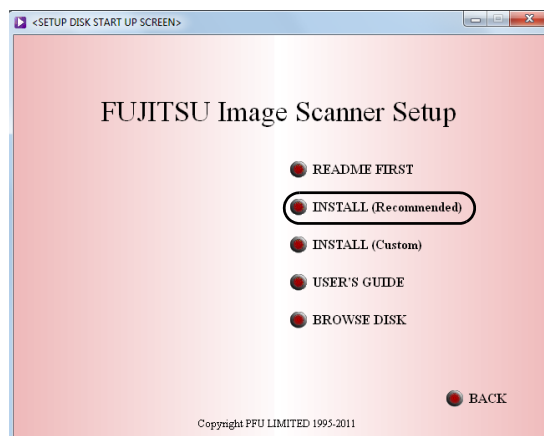 <SETUP DISK START UP SCREEN>
FUJITSU Image Scanner Setup
README FIRST
INSTALL (Recommended)
INSTALL (Custom)
USER'S GUIDE
BROWSE DISK
BACK
Copyright PFU LIMITED 1995-2011